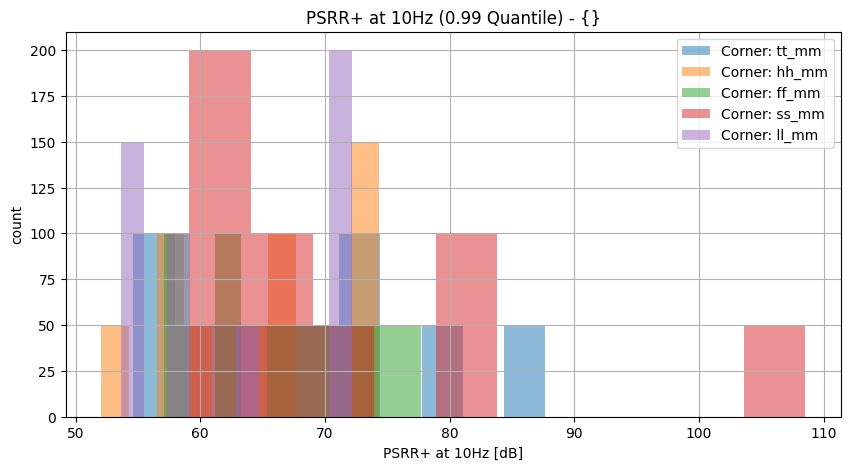 PSRR+ at 10Hz (0.99 Quantile) - {}
Corner: tt_mm
Corner: hh_mm
Corner: ff_mm
Corner: ss_mm
Corner: ll_mm
count
200
175
150
125
100
75
50
25
0
50 60 70 80 90 100 110
PSRR+ at 10Hz [dB]